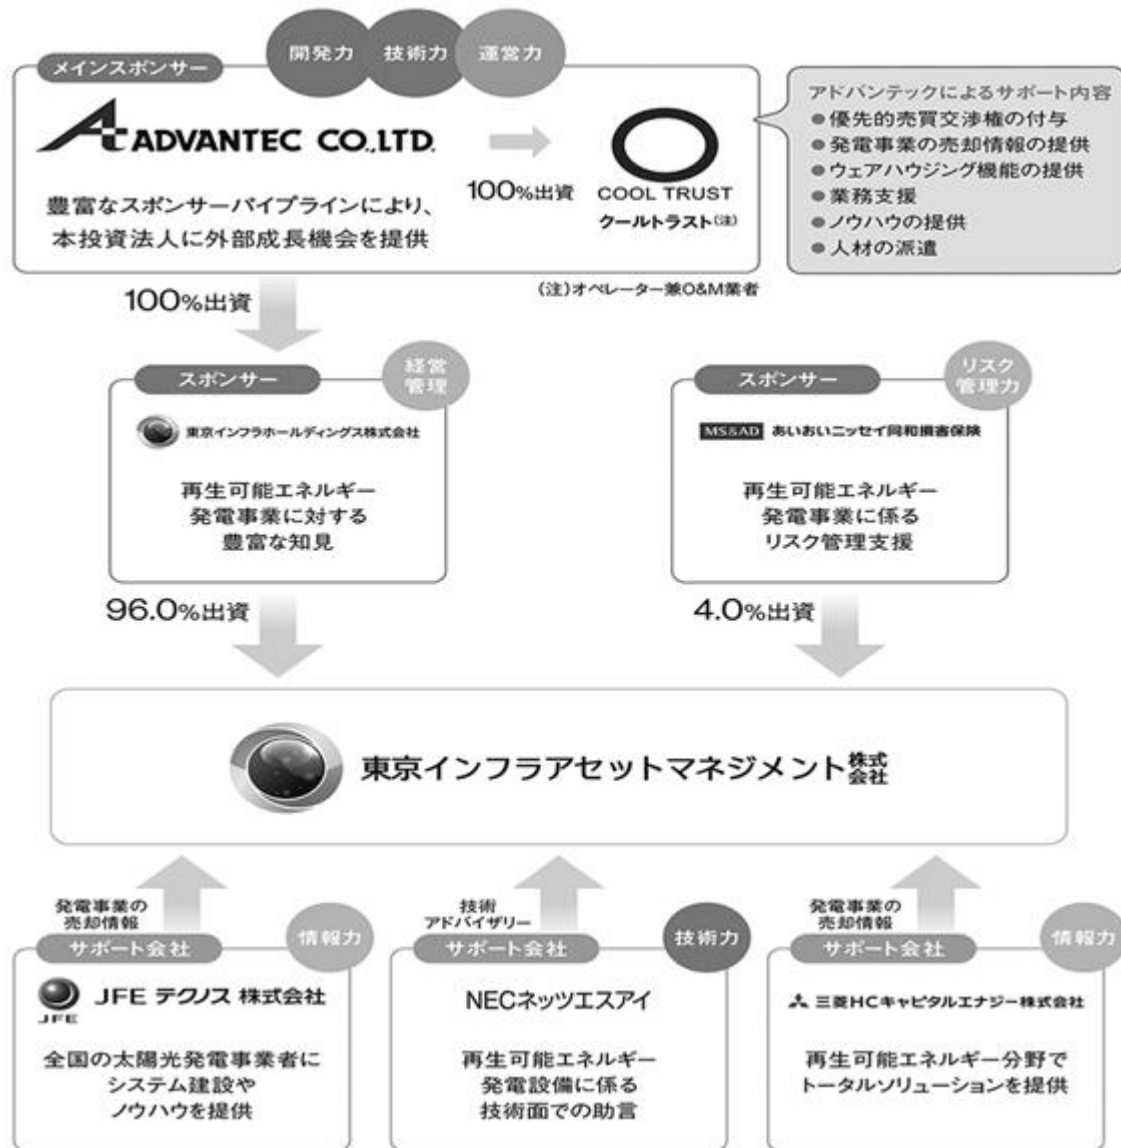 開発力
技術力
運営力
メインスポンサー
ADVANTEC CO.,LTD.
豊富なスポンサーパイプラインにより、
本投資法人に外部成長機会を提供
100%出資
COOL TRUST
クールトラスト(注)
(注)オペレーター兼O&M業者
アドバンテックによるサポート内容
●優先的売買交渉権の付与
●発電事業の売却情報の提供
●ウェアハウジング機能の提供
●業務支援
●ノウハウの提供
●人材の派遣
100%出資
スポンサー
経営
管理
東京インフラホールディングス株式会社
再生可能エネルギー
発電事業に対する
豊富な知見
スポンサー
リスク
管理力
MS&AD あいおいニッセイ同和損害保険
再生可能エネルギー
発電事業に係る
リスク管理支援
96.0%出資
4.0%出資
東京インフラアセットマネジメント株式
会社
発電事業の
売却情報
サポート会社
情報力
JFE
JFE テクノス 株式会社
全国の太陽光発電事業者に
システム建設や
ノウハウを提供
技術
アドバイザリー
サポート会社
技術力
NECネッツエスアイ
再生可能エネルギー
発電設備に係る
技術面での助言
発電事業の
売却情報
サポート会社
情報力
三菱HCキャピタルエナジー株式会社
再生可能エネルギー分野で
トータルソリューションを提供